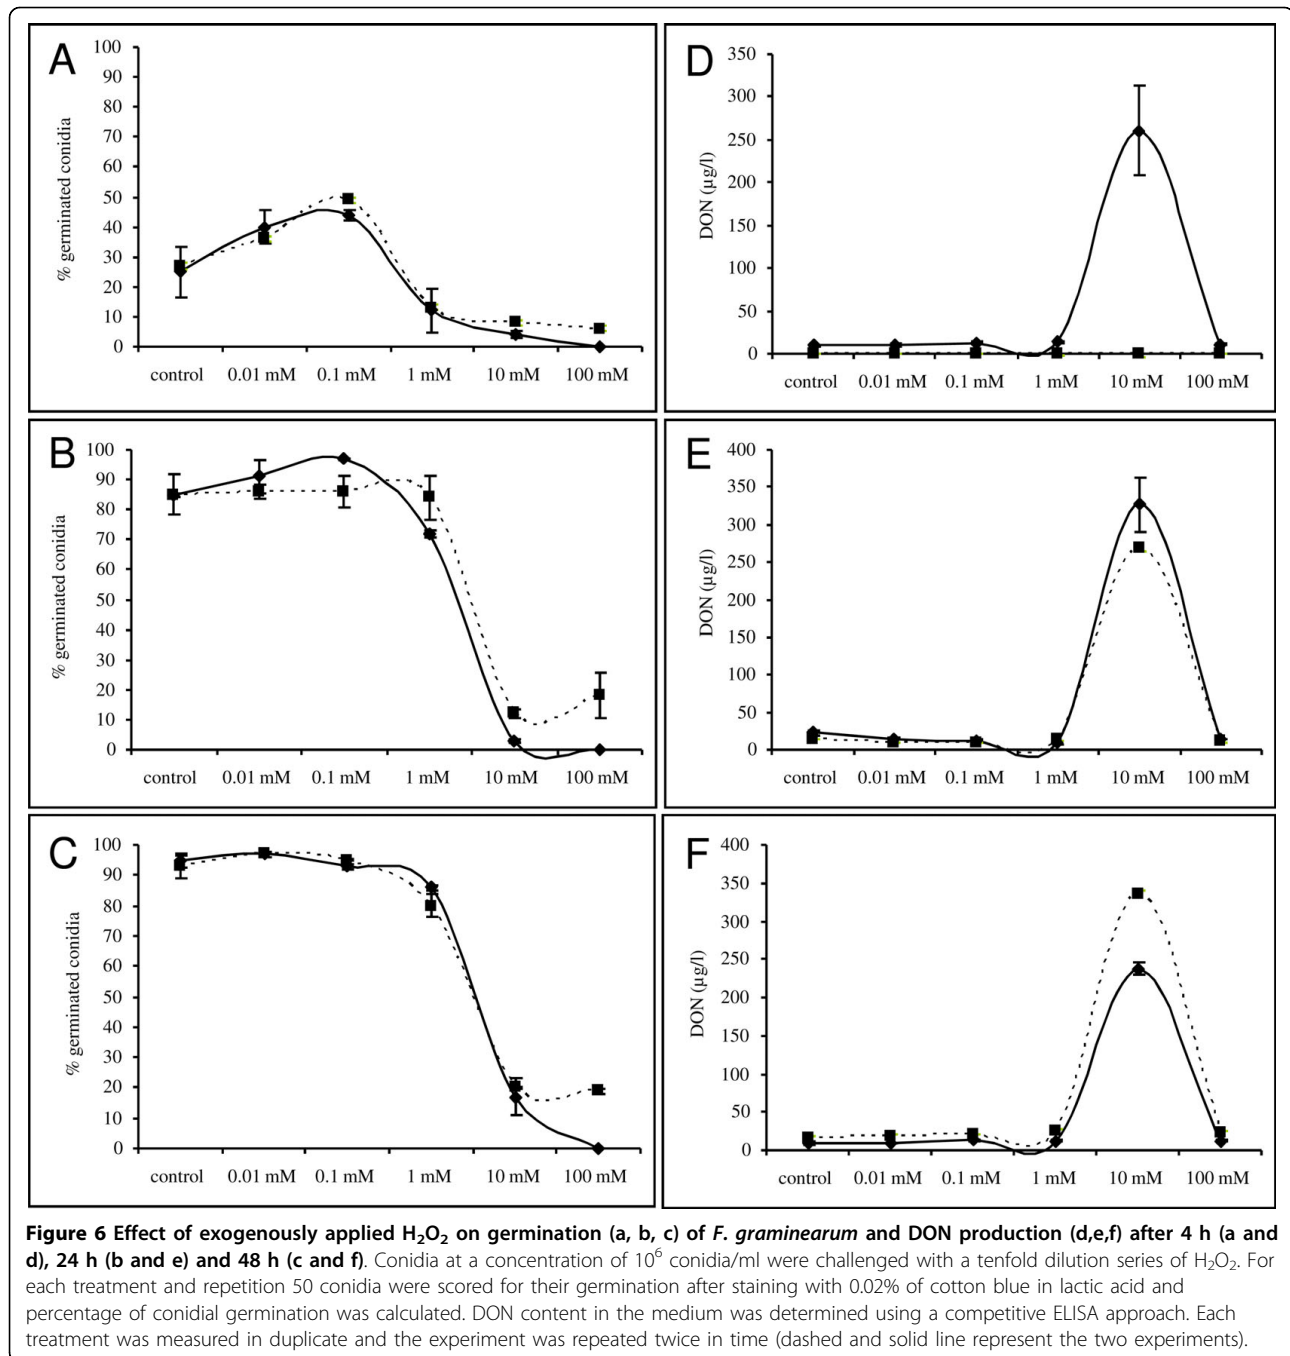 A
100
90
80
70
60
50
40
30
20
10
0
% germinated conidia
control 0.01 mM 0.1 mM 1 mM 10 mM 100 mM
D
350
300
250
200
150
100
50
0
DON (µg/l)
control 0.01 mM 0.1 mM 1 mM 10 mM 100 mM
B
100
90
80
70
60
50
40
30
20
10
0
% germinated conidia
control 0.01 mM 0.1 mM 1 mM 10 mM 100 mM
E
400
350
300
250
200
150
100
50
0
DON (µg/l)
control 0.01 mM 0.1 mM 1 mM 10 mM 100 mM
C
100
90
80
70
60
50
40
30
20
10
0
% germinated conidia
control 0.01 mM 0.1 mM 1 mM 10 mM 100 mM
F
400
350
300
250
200
150
100
50
0
DON (µg/l)
control 0.01 mM 0.1 mM 1 mM 10 mM 100 mM
Figure 6 Effect of exogenously applied H₂O₂ on germination (a, b, c) of F. graminearum and DON production (d,e,f) after 4 h (a and
d), 24 h (b and e) and 48 h (c and f). Conidia at a concentration of 10⁶ conidia/ml were challenged with a tenfold dilution series of H₂O₂. For
each treatment and repetition 50 conidia were scored for their germination after staining with 0.02% of cotton blue in lactic acid and
percentage of conidial germination was calculated. DON content in the medium was determined using a competitive ELISA approach. Each
treatment was measured in duplicate and the experiment was repeated twice in time (dashed and solid line represent the two experiments).